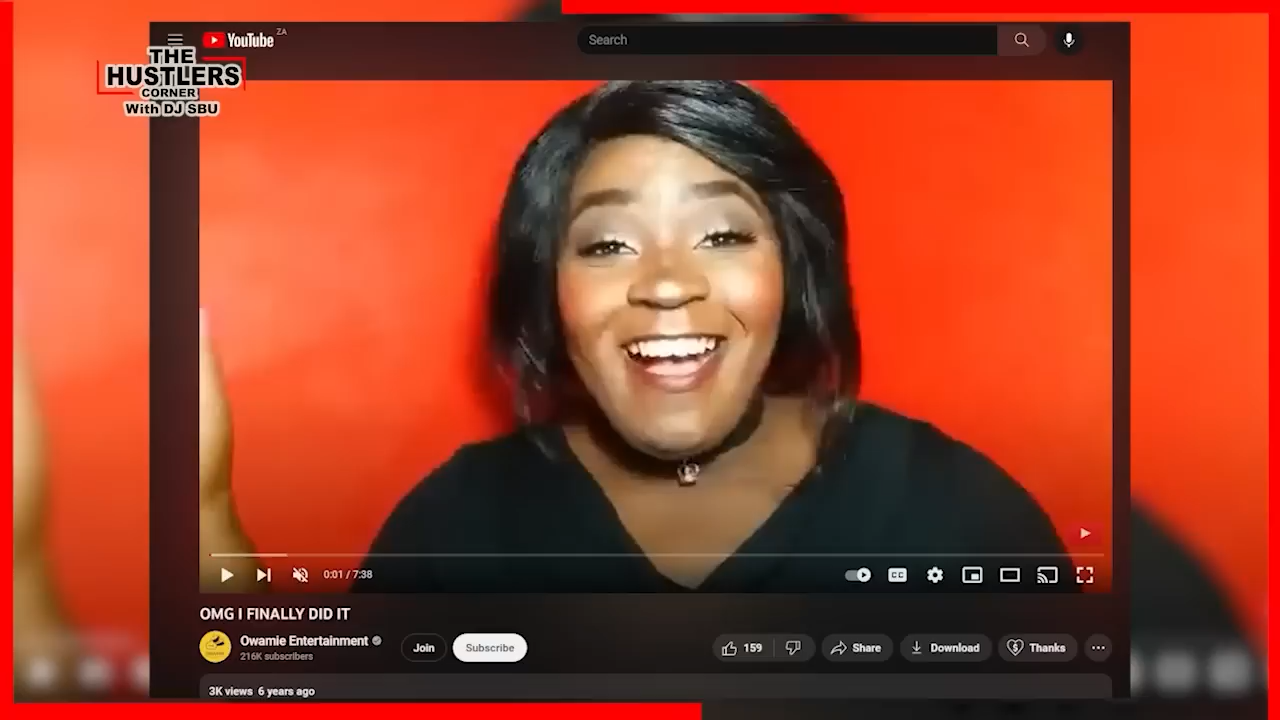 YouTube ZA
Search
THE
HUSTLERS
CORNER
With DJ SBU
0:01 / 7:38
CC
OMG I FINALLY DID IT
Owamie Entertainment
216K subscribers
Join
Subscribe
159
Share
Download
Thanks
3K views 6 years ago